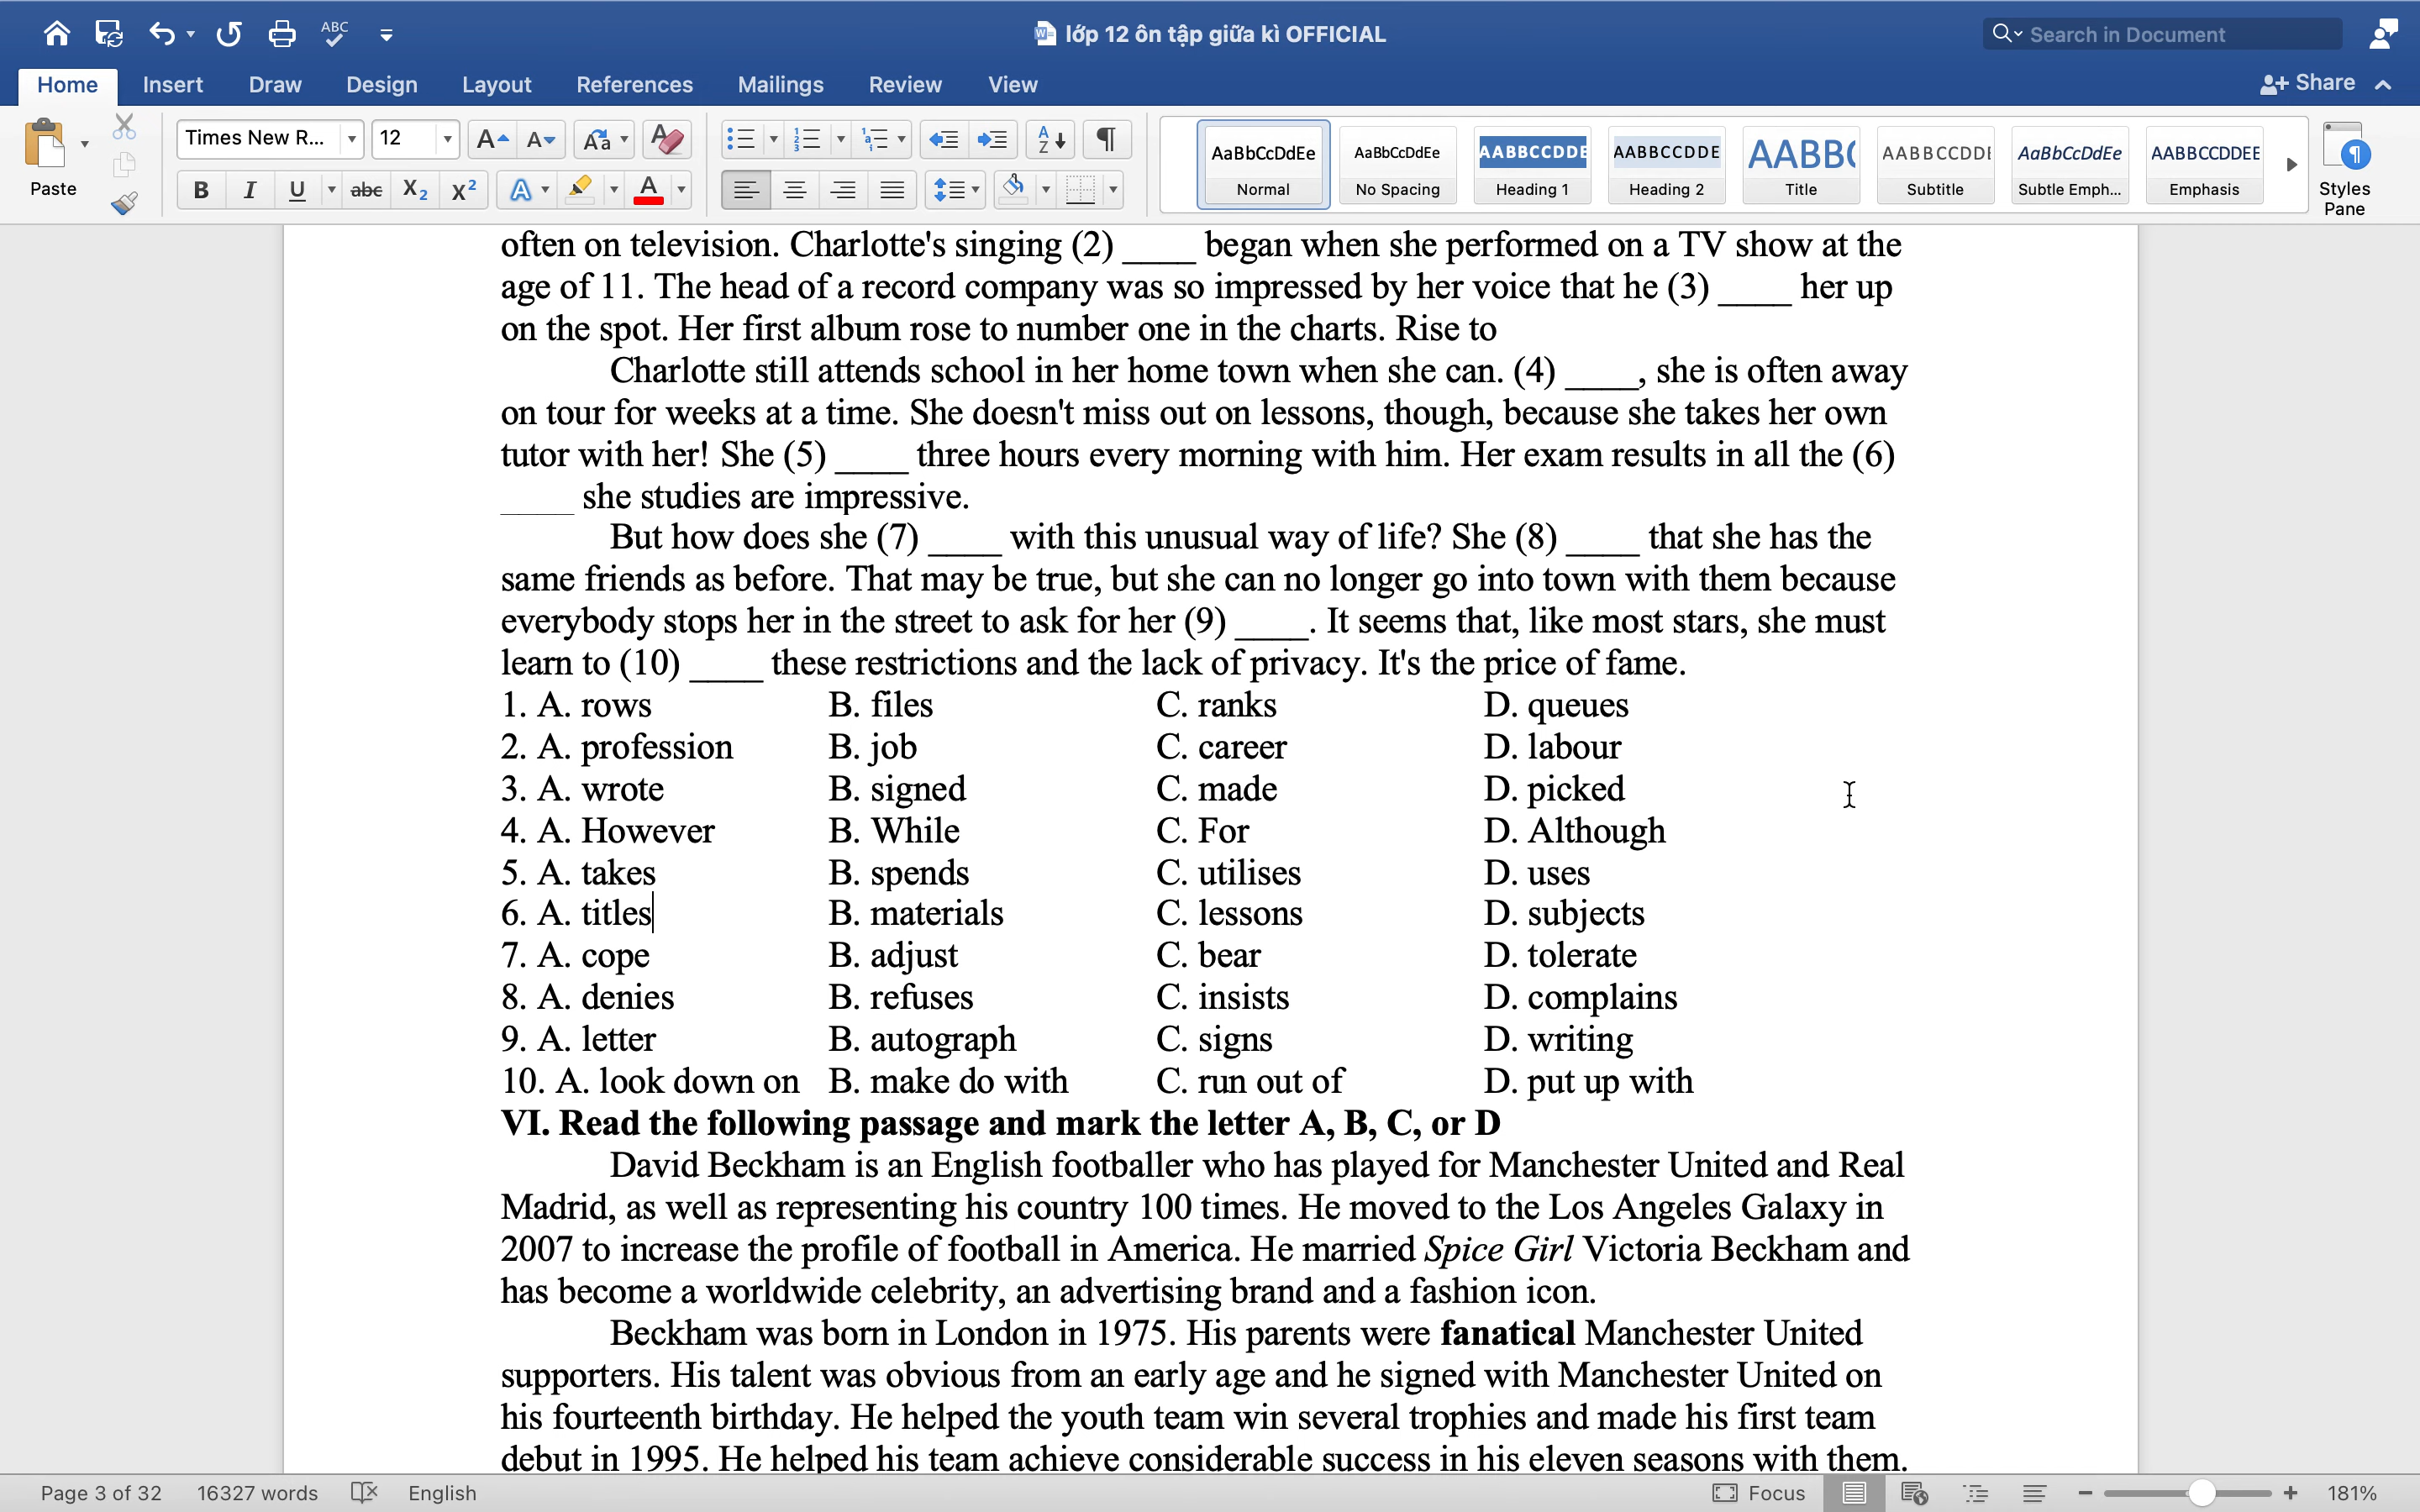 ABC
lớp 12 ôn tập giữa kì OFFICIAL
Search in Document
Home Insert Draw Design Layout References Mailings Review View
Share
Paste
Times New R... 12
AaBbCcDdEe AaBbCcDdEe AABBCCDDE AABBCCDDE AABBC AABBCCDDE AaBbCcDdEe AABBCCDDEE
Normal No Spacing Heading 1 Heading 2 Title Subtitle Subtle Emph... Emphasis
Styles
Pane
often on television. Charlotte's singing (2) ____ began when she performed on a TV show at the
age of 11. The head of a record company was so impressed by her voice that he (3) ____ her up
on the spot. Her first album rose to number one in the charts. Rise to
Charlotte still attends school in her home town when she can. (4) ____, she is often away
on tour for weeks at a time. She doesn't miss out on lessons, though, because she takes her own
tutor with her! She (5) ____ three hours every morning with him. Her exam results in all the (6)
____ she studies are impressive.
But how does she (7) ____ with this unusual way of life? She (8) ____ that she has the
same friends as before. That may be true, but she can no longer go into town with them because
everybody stops her in the street to ask for her (9) ____. It seems that, like most stars, she must
learn to (10) ____ these restrictions and the lack of privacy. It's the price of fame.
1. A. rows B. files C. ranks D. queues
2. A. profession B. job C. career D. labour
3. A. wrote B. signed C. made D. picked
4. A. However B. While C. For D. Although
5. A. takes B. spends C. utilises D. uses
6. A. titles B. materials C. lessons D. subjects
7. A. cope B. adjust C. bear D. tolerate
8. A. denies B. refuses C. insists D. complains
9. A. letter B. autograph C. signs D. writing
10. A. look down on B. make do with C. run out of D. put up with
VI. Read the following passage and mark the letter A, B, C, or D
David Beckham is an English footballer who has played for Manchester United and Real
Madrid, as well as representing his country 100 times. He moved to the Los Angeles Galaxy in
2007 to increase the profile of football in America. He married Spice Girl Victoria Beckham and
has become a worldwide celebrity, an advertising brand and a fashion icon.
Beckham was born in London in 1975. His parents were fanatical Manchester United
supporters. His talent was obvious from an early age and he signed with Manchester United on
his fourteenth birthday. He helped the youth team win several trophies and made his first team
debut in 1995. He helped his team achieve considerable success in his eleven seasons with them.
Page 3 of 32 16327 words English Focus 181%